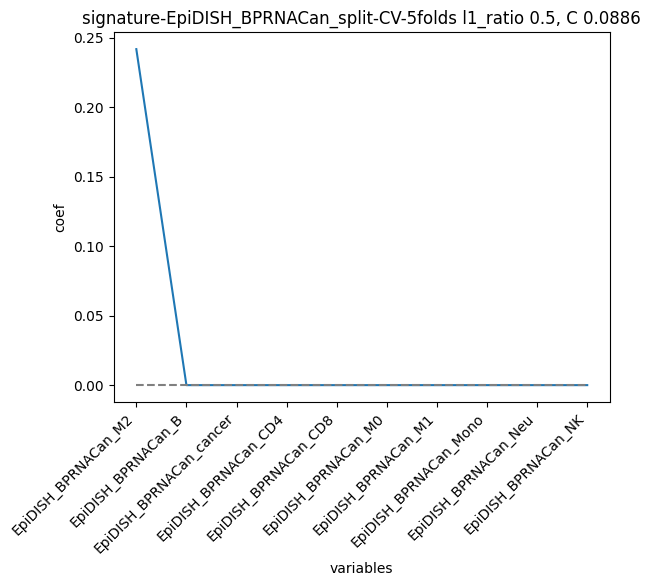 signature-EpiDISH_BPRNACan_split-CV-5folds l1_ratio 0.5, C 0.0886
0.25
0.20
0.15
0.10
0.05
0.00
coef
EpiDISH_BPRNACan_M2
EpiDISH_BPRNACan_B
EpiDISH_BPRNACan_cancer
EpiDISH_BPRNACan_CD4
EpiDISH_BPRNACan_CD8
EpiDISH_BPRNACan_M0
EpiDISH_BPRNACan_M1
EpiDISH_BPRNACan_Mono
EpiDISH_BPRNACan_Neu
EpiDISH_BPRNACan_NK
variables